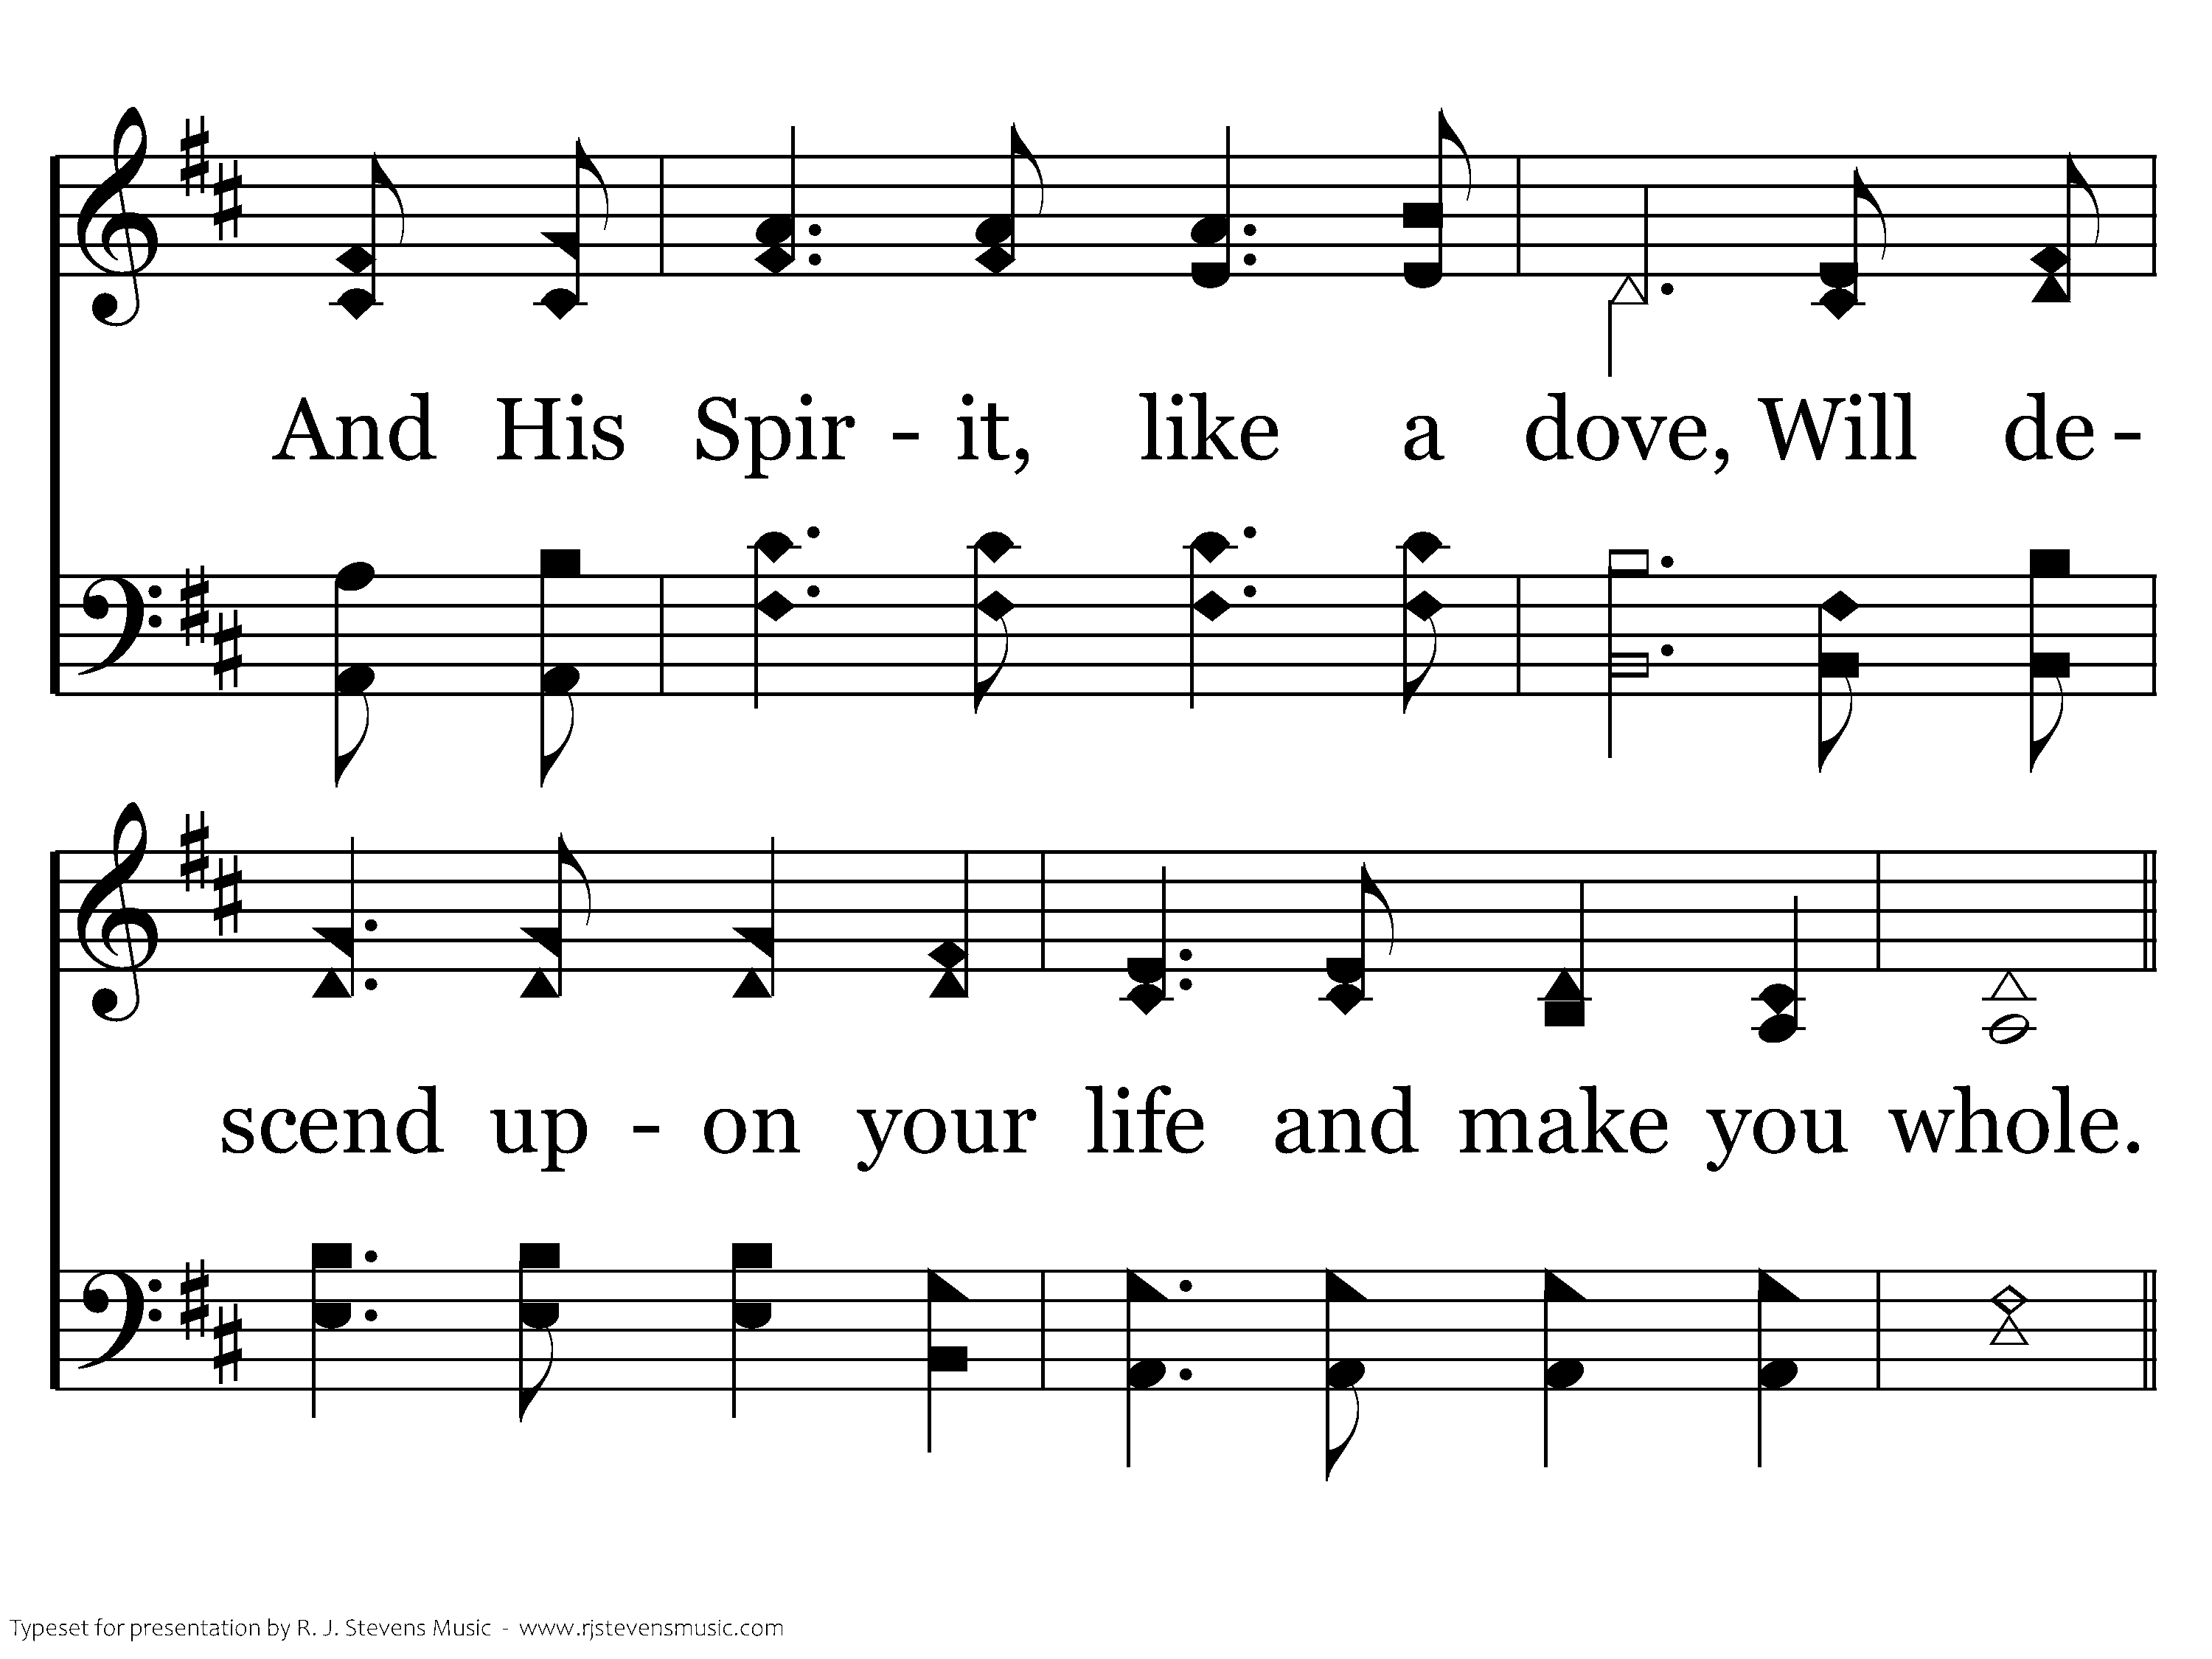 And His Spir - it, like a dove, Will de -
scend up - on your life and make you whole.
Typeset for presentation by R. J. Stevens Music - www.rjstevensmusic.com